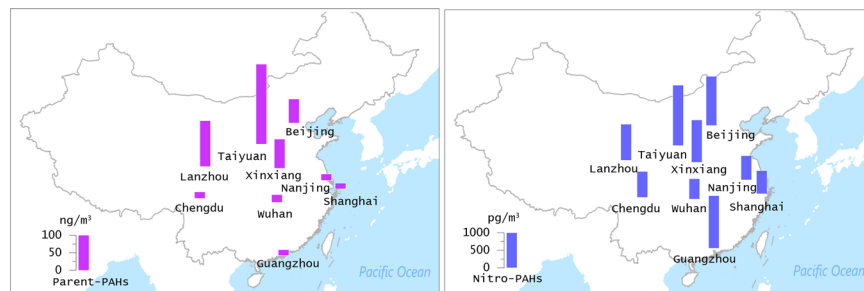 Beijing
Taiyuan
Lanzhou
Xinxiang
Nanjing
Shanghai
Chengdu
Wuhan
ng/m³
100
50
0
Parent-PAHs
Guangzhou
Pacific Ocean
Beijing
Taiyuan
Lanzhou
Xinxiang
Nanjing
Shanghai
Chengdu
Wuhan
pg/m³
1000
500
0
Nitro-PAHs
Guangzhou
Pacific Ocean